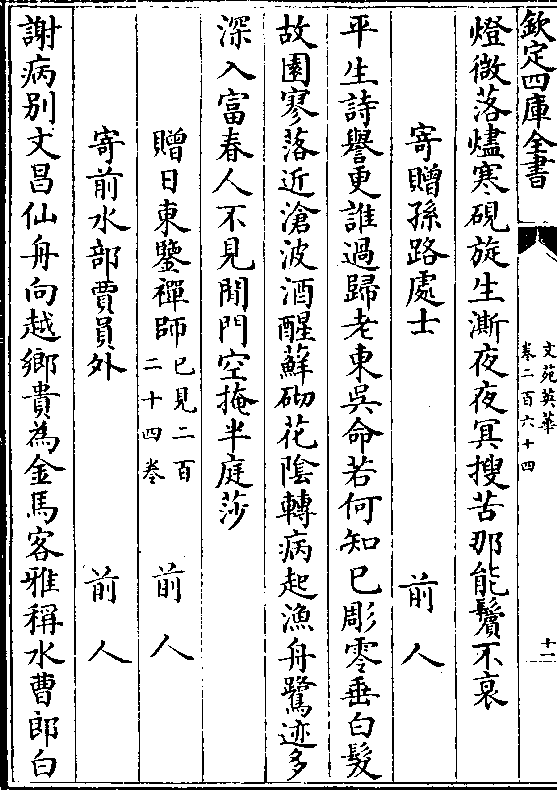 欽定四庫全書
文苑英華
卷二百六十四
十二
燈微落燼寒硯旋生澌夜夜冥搜苦那能鬢不衰
寄贈孫路處士
前人
平生詩譽更誰過歸老東吳命若何知已彫零垂白髮
故園寥落近滄波酒醒蘚砌花陰轉病起漁舟鷺迹多
深入富春人不見閒門空掩半庭莎
贈日東鑒禪師已見二百
二十四卷
前人
寄前水部賈員外
前人
謝病別文昌仙舟向越鄉貴為金馬客雅稱水曹郎白